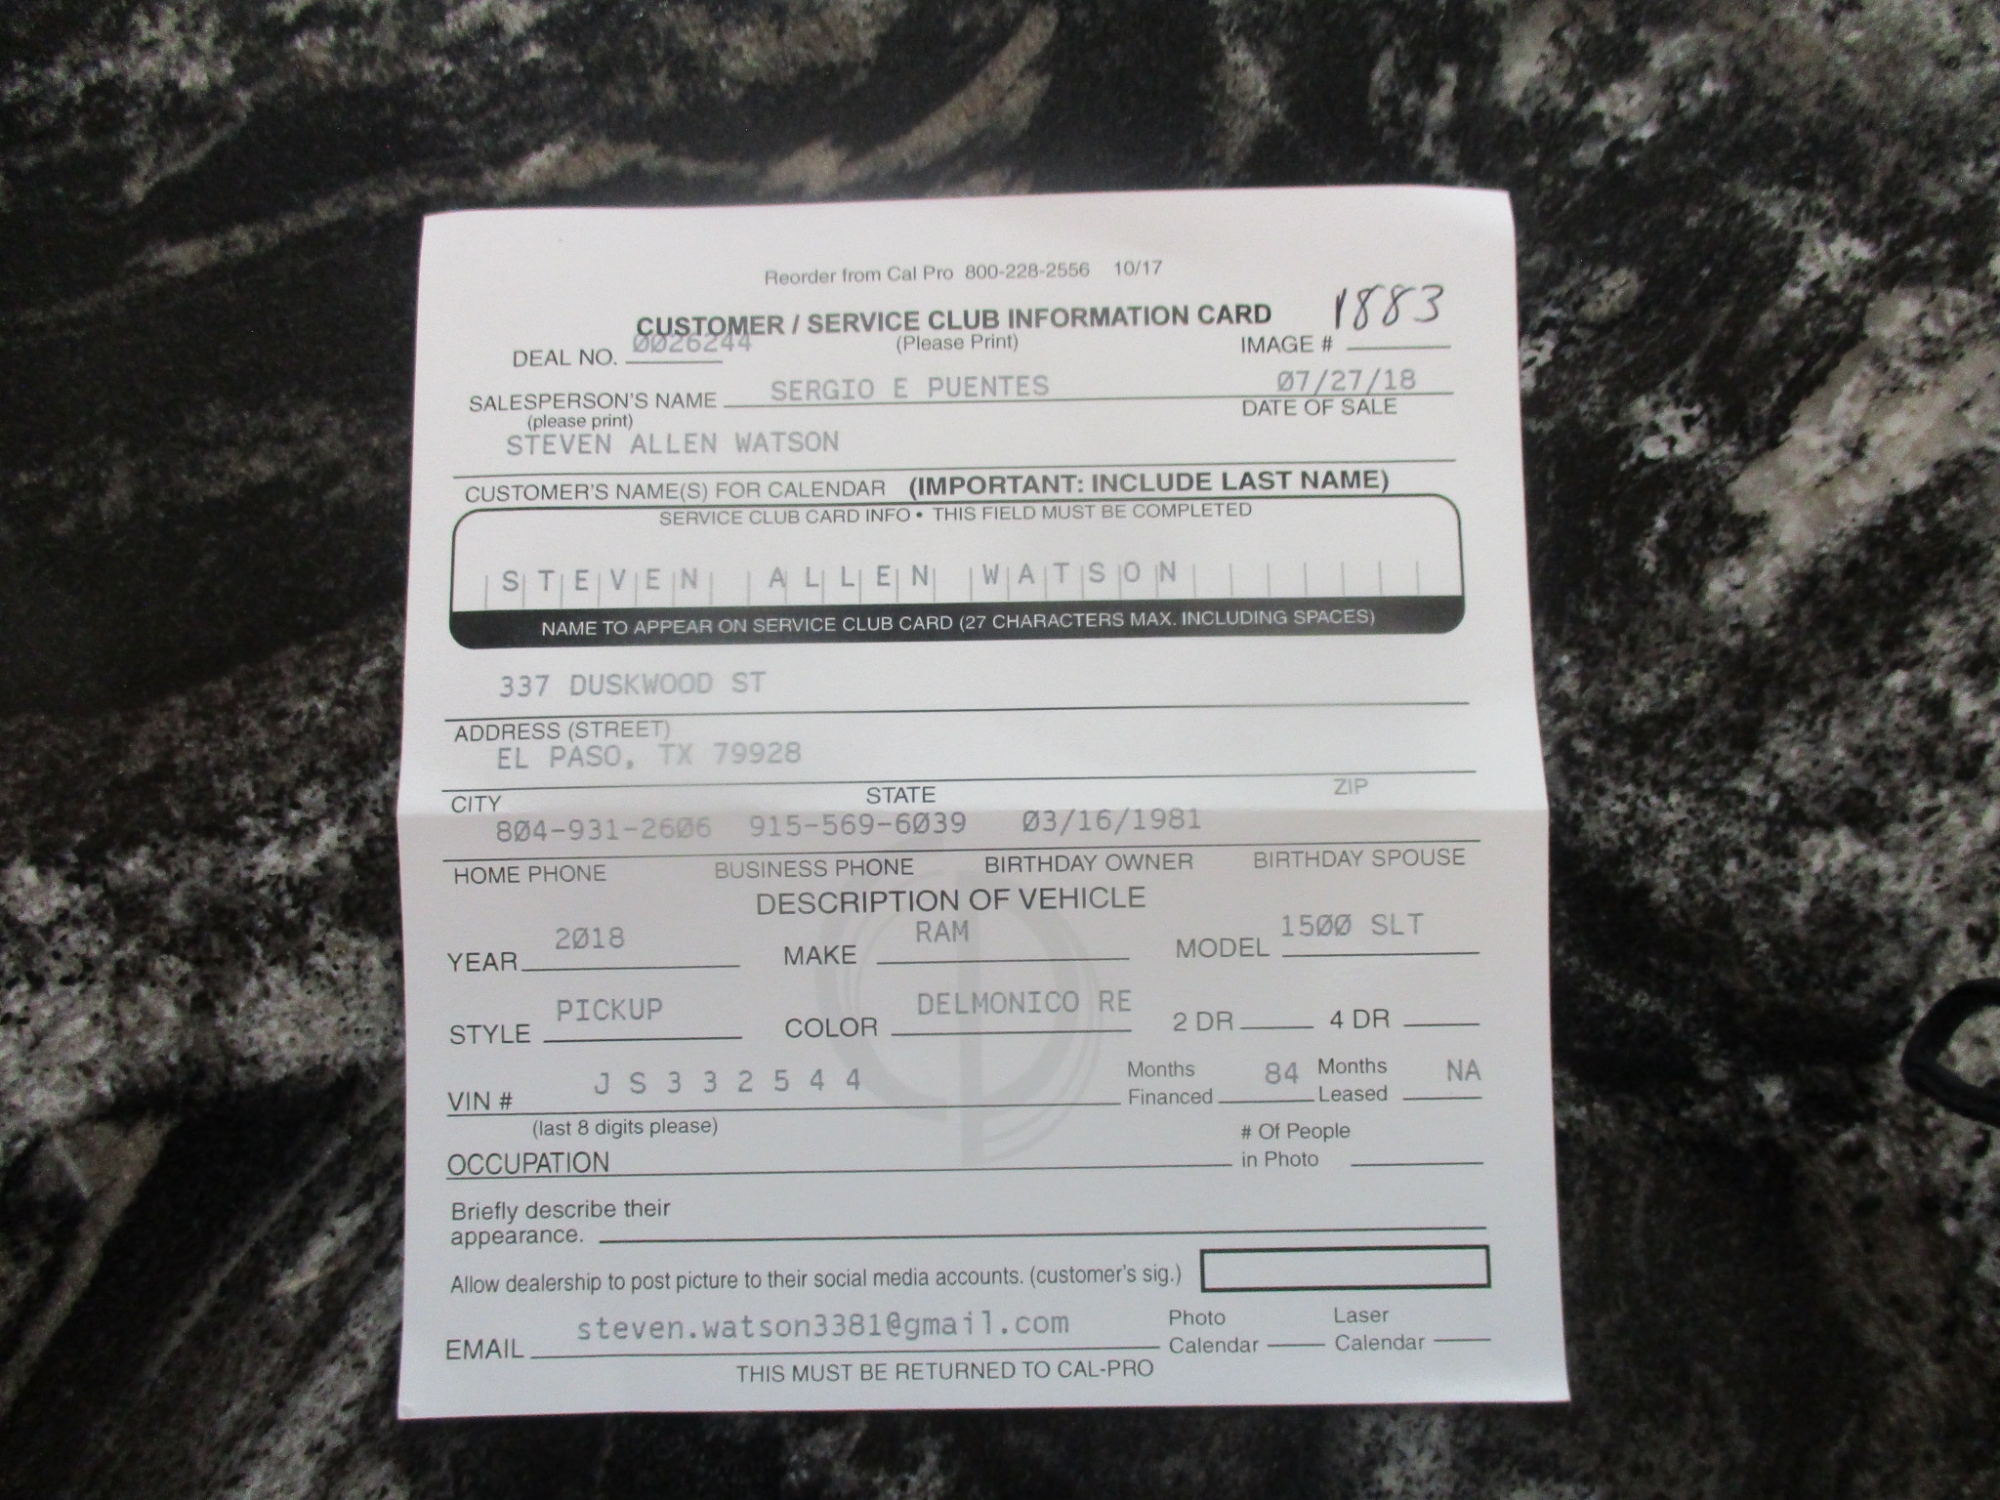 Reorder from Cal Pro 800-228-2556 10/17
CUSTOMER / SERVICE CLUB INFORMATION CARD 1883
DEAL NO. 0026244 (Please Print) IMAGE #
SALESPERSON'S NAME SERGIO E PUENTES 07/27/18
(please print) DATE OF SALE
STEVEN ALLEN WATSON
CUSTOMER'S NAME(S) FOR CALENDAR (IMPORTANT: INCLUDE LAST NAME)
SERVICE CLUB CARD INFO • THIS FIELD MUST BE COMPLETED
STEVEN ALLEN WATSON
NAME TO APPEAR ON SERVICE CLUB CARD (27 CHARACTERS MAX. INCLUDING SPACES)
337 DUSKWOOD ST
ADDRESS (STREET)
EL PASO, TX 79928
CITY STATE ZIP
804-931-2606 915-569-6039 03/16/1981
HOME PHONE BUSINESS PHONE BIRTHDAY OWNER BIRTHDAY SPOUSE
DESCRIPTION OF VEHICLE
YEAR 2018 MAKE RAM MODEL 1500 SLT
STYLE PICKUP COLOR DELMONICO RE 2 DR 4 DR
VIN # J S 3 3 2 5 4 4 Months Financed 84 Months Leased NA
(last 8 digits please)
OCCUPATION # Of People in Photo
Briefly describe their
appearance.
Allow dealership to post picture to their social media accounts. (customer's sig.)
EMAIL steven.watson3381@gmail.com Photo Calendar Laser Calendar
THIS MUST BE RETURNED TO CAL-PRO